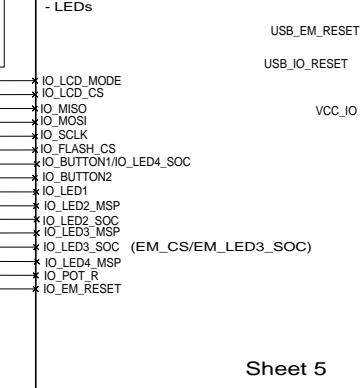 - LEDs
USB_EM_RESET
USB_IO_RESET
IO_LCD_MODE
IO_LCD_CS
IO_MISO
VCC_IO
IO_MOSI
IO_SCLK
IO_FLASH_CS
IO_BUTTON1/IO_LED4_SOC
IO_BUTTON2
IO_LED1
IO_LED2_MSP
IO_LED2_SOC
IO_LED3_MSP
IO_LED3_SOC (EM_CS/EM_LED3_SOC)
IO_LED4_MSP
IO_POT_R
IO_EM_RESET
Sheet 5